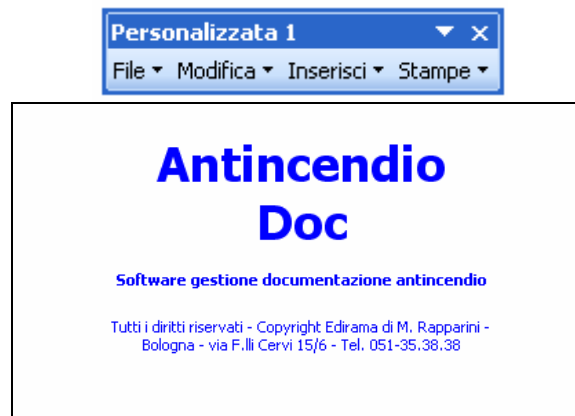 Personalizzata 1
File Modifica Inserisci Stampe
Antincendio
Doc
Software gestione documentazione antincendio
Tutti i diritti riservati - Copyright Edirama di M. Rapparini -
Bologna - via F.lli Cervi 15/6 - Tel. 051-35.38.38